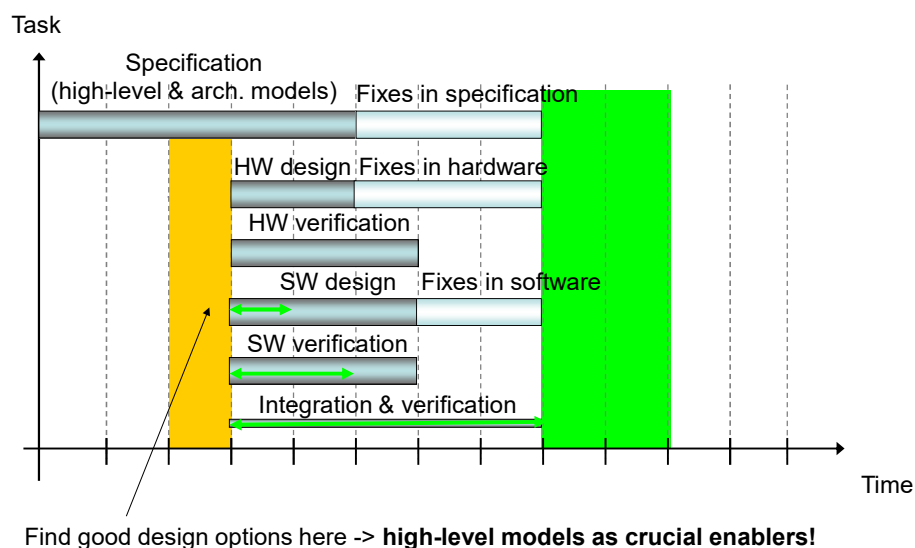 Task
Specification
(high-level & arch. models)
Fixes in specification
HW design
Fixes in hardware
HW verification
SW design
Fixes in software
SW verification
Integration & verification
Time
Find good design options here -> high-level models as crucial enablers!